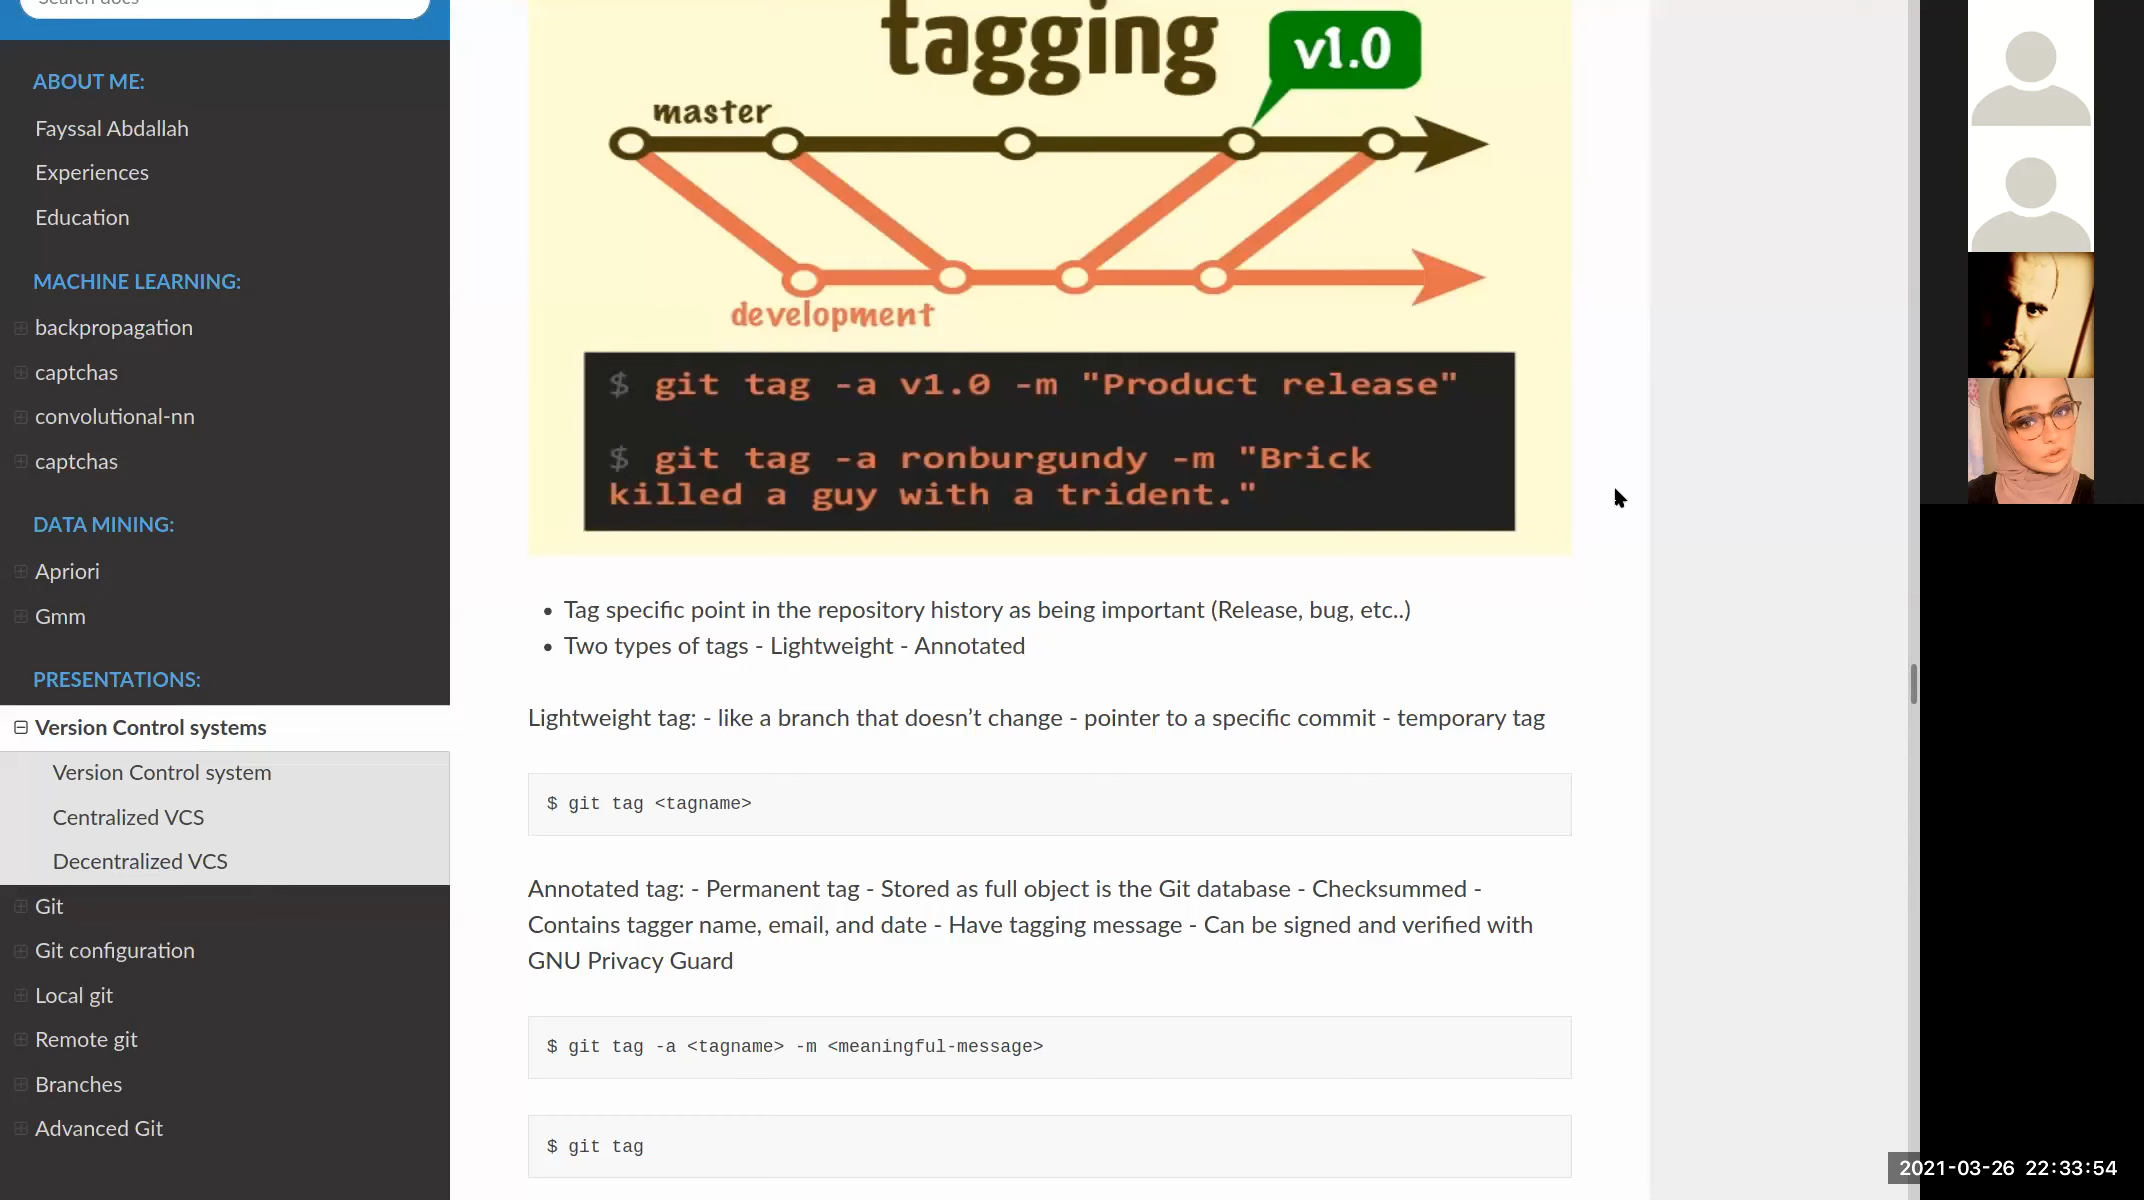 Search docs
ABOUT ME:
Fayssal Abdallah
Experiences
Education
MACHINE LEARNING:
backpropagation
captchas
convolutional-nn
captchas
DATA MINING:
Apriori
Gmm
PRESENTATIONS:
Version Control systems
Version Control system
Centralized VCS
Decentralized VCS
Git
Git configuration
Local git
Remote git
Branches
Advanced Git
tagging
v1.0
master
development
$ git tag -a v1.0 -m "Product release"
$ git tag -a ronburgundy -m "Brick
killed a guy with a trident."
• Tag specific point in the repository history as being important (Release, bug, etc..)
• Two types of tags - Lightweight - Annotated
Lightweight tag: - like a branch that doesn’t change - pointer to a specific commit - temporary tag
$ git tag <tagname>
Annotated tag: - Permanent tag - Stored as full object is the Git database - Checksummed -
Contains tagger name, email, and date - Have tagging message - Can be signed and verified with
GNU Privacy Guard
$ git tag -a <tagname> -m <meaningful-message>
$ git tag
2021-03-26 22:33:54